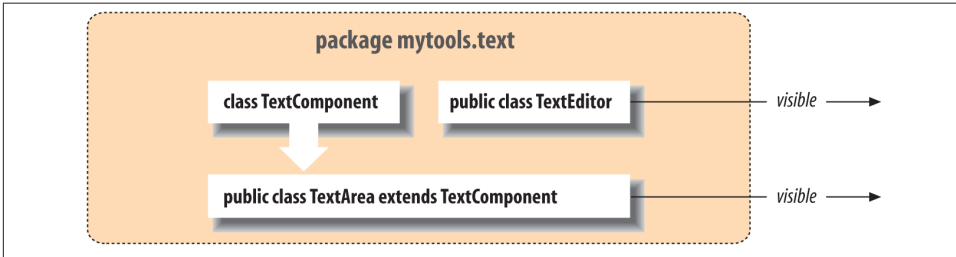 package mytools.text
class TextComponent
public class TextEditor
visible
public class TextArea extends TextComponent
visible